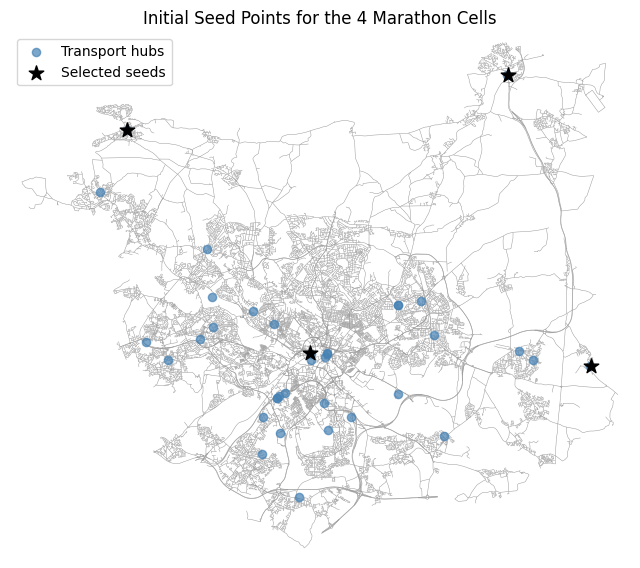 Initial Seed Points for the 4 Marathon Cells
Transport hubs
Selected seeds